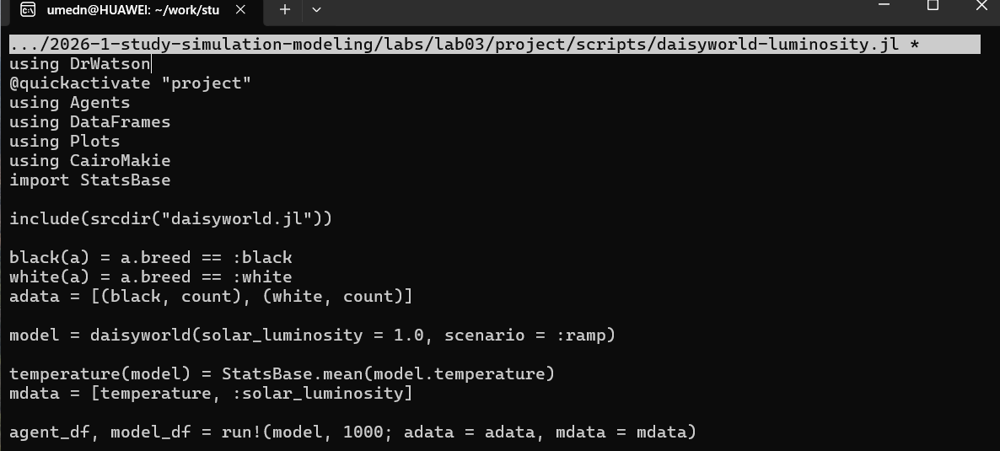 umedn@HUAWEI: ~/work/stu
.../2026-1-study-simulation-modeling/labs/lab03/project/scripts/daisyworld-luminosity.jl *
using DrWatson
@quickactivate "project"
using Agents
using DataFrames
using Plots
using CairoMakie
import StatsBase
include(srcdir("daisyworld.jl"))
black(a) = a.breed == :black
white(a) = a.breed == :white
adata = [(black, count), (white, count)]
model = daisyworld(solar_luminosity = 1.0, scenario = :ramp)
temperature(model) = StatsBase.mean(model.temperature)
mdata = [temperature, :solar_luminosity]
agent_df, model_df = run!(model, 1000; adata = adata, mdata = mdata)